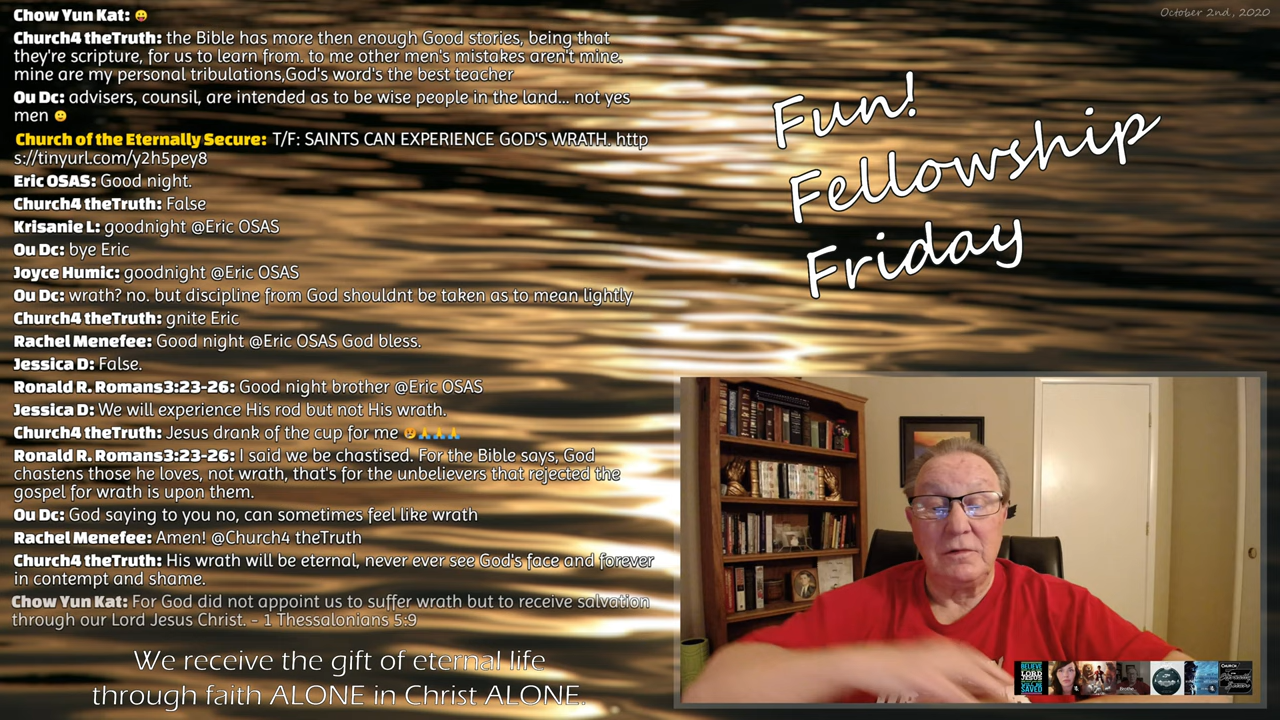 Chow Yun Kat: 😛
Church4 theTruth: the Bible has more then enough Good stories, being that
they're scripture, for us to learn from. to me other men's mistakes aren't mine.
mine are my personal tribulations,God's word's the best teacher
Ou Dc: advisers, counsil, are intended as to be wise people in the land... not yes
men 🙂
Church of the Eternally Secure: T/F: SAINTS CAN EXPERIENCE GOD'S WRATH. http
s://tinyurl.com/y2h5pey8
Eric OSAS: Good night.
Church4 theTruth: False
Krisanie L: goodnight @Eric OSAS
Ou Dc: bye Eric
Joyce Humic: goodnight @Eric OSAS
Ou Dc: wrath? no. but discipline from God shouldnt be taken as to mean lightly
Church4 theTruth: gnite Eric
Rachel Menefee: Good night @Eric OSAS God bless.
Jessica D: False.
Ronald R. Romans3:23-26: Good night brother @Eric OSAS
Jessica D: We will experience His rod but not His wrath.
Church4 theTruth: Jesus drank of the cup for me 😢🙏🙏🙏
Ronald R. Romans3:23-26: I said we be chastised. For the Bible says, God
chastens those he loves, not wrath, that's for the unbelievers that rejected the
gospel for wrath is upon them.
Ou Dc: God saying to you no, can sometimes feel like wrath
Rachel Menefee: Amen! @Church4 theTruth
Church4 theTruth: His wrath will be eternal, never ever see God's face and forever
in contempt and shame.
Chow Yun Kat: For God did not appoint us to suffer wrath but to receive salvation
through our Lord Jesus Christ. - 1 Thessalonians 5:9
We receive the gift of eternal life
through faith ALONE in Christ ALONE.
October 2nd, 2020
Fun!
Fellowship
Friday
BELIEVE
LORD
JESUS
SAVED